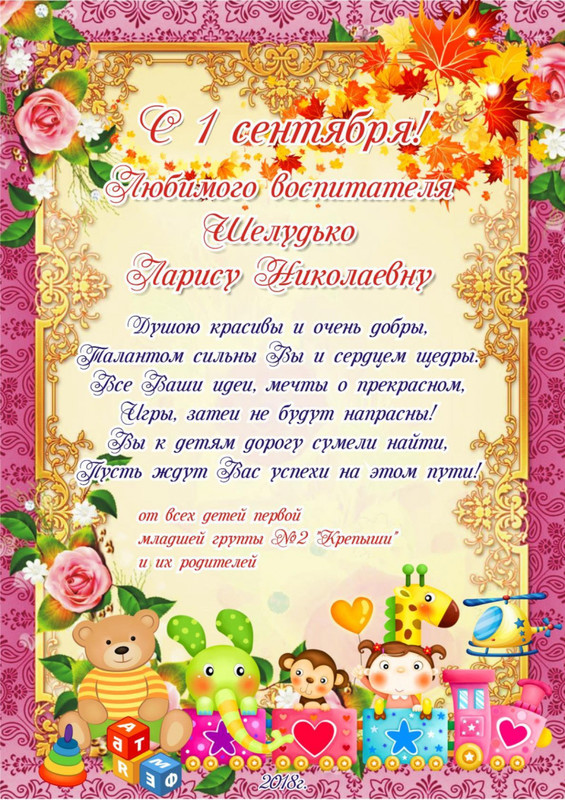 С 1 сентября!
Любимого воспитателя
Шелудько
Ларису Николаевну
Душою красивы и очень добры,
Талантом сильны Вы и сердцем щедры.
Все Ваши идеи, мечты о прекрасном,
Игры, затеи не будут напрасны!
Вы к детям дорогу сумели найти,
Пусть ждут Вас успехи на этом пути!
от всех детей первой
младшей группы №2 "Крепыши"
и их родителей
А Т
В Я М
Э Ф
2018г.